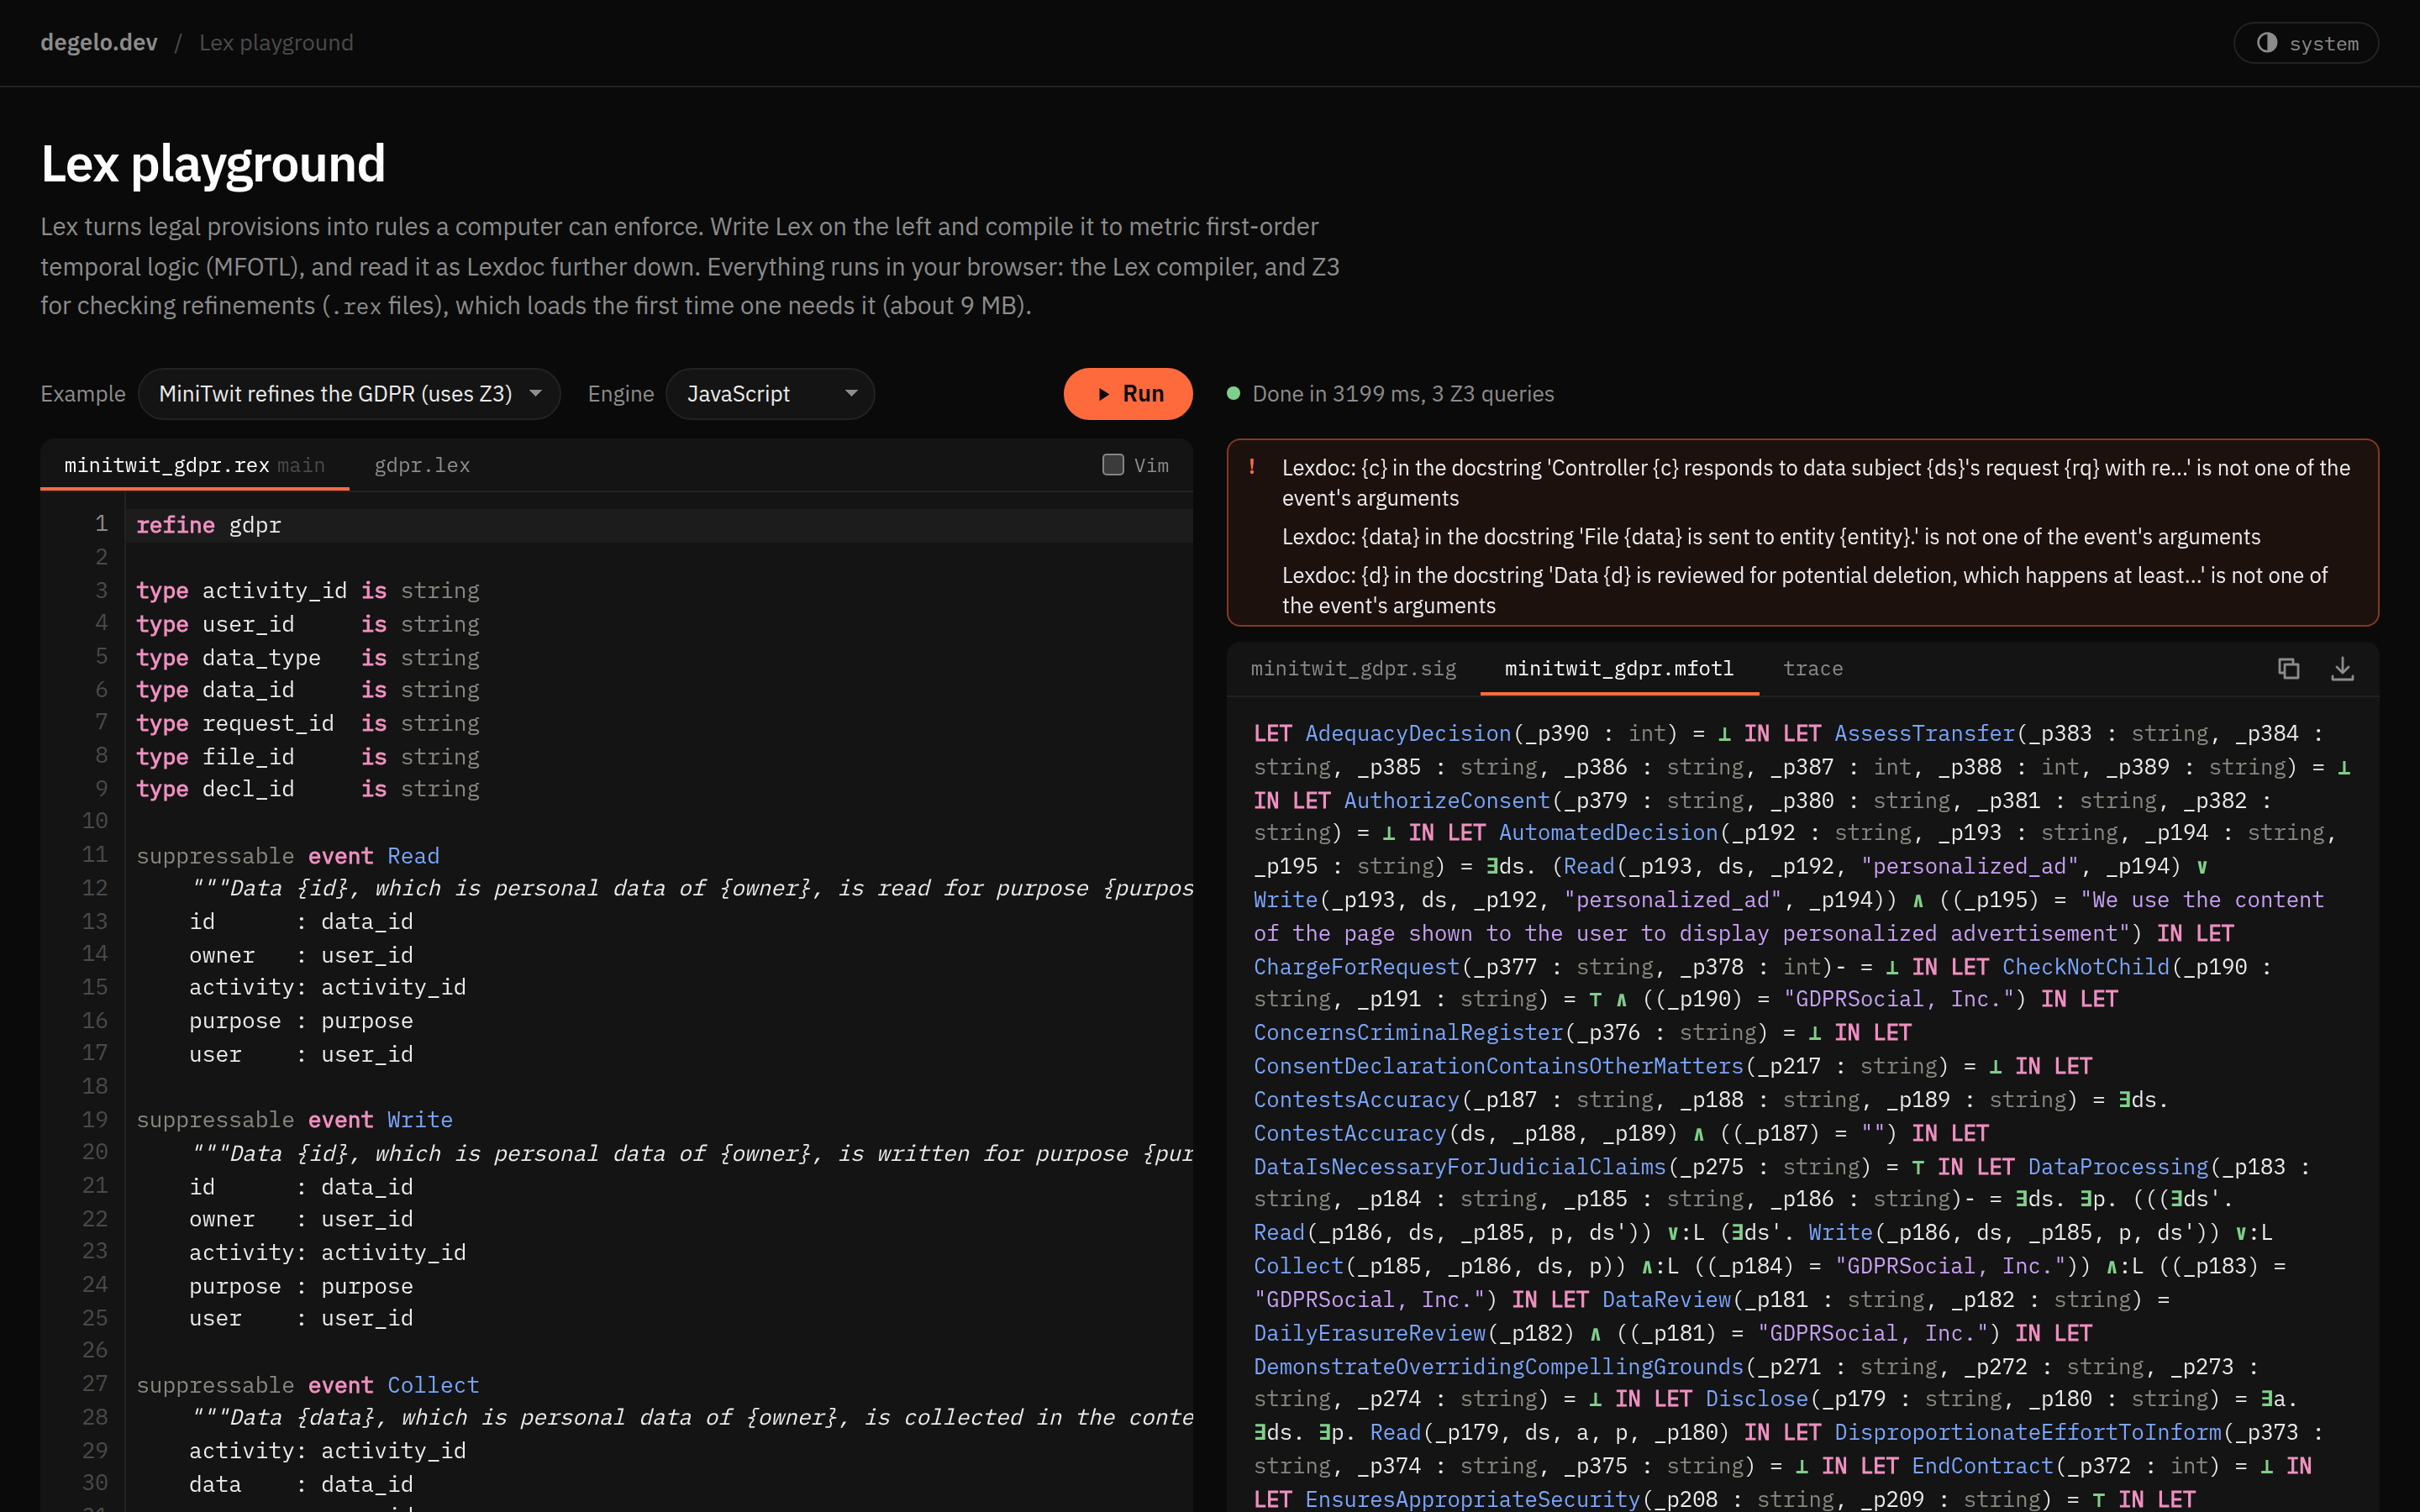 degelo.dev / Lex playground
system
Lex playground
Lex turns legal provisions into rules a computer can enforce. Write Lex on the left and compile it to metric first-order
temporal logic (MFOTL), and read it as Lexdoc further down. Everything runs in your browser: the Lex compiler, and Z3
for checking refinements (.rex files), which loads the first time one needs it (about 9 MB).
Example MiniTwit refines the GDPR (uses Z3) Engine JavaScript Run
Done in 3199 ms, 3 Z3 queries
minitwit_gdpr.rex main gdpr.lex Vim
1 refine gdpr
2
3 type activity_id is string
4 type user_id     is string
5 type data_type   is string
6 type data_id     is string
7 type request_id  is string
8 type file_id     is string
9 type decl_id     is string
10
11 suppressable event Read
12     """Data {id}, which is personal data of {owner}, is read for purpose {purpos
13     id      : data_id
14     owner   : user_id
15     activity: activity_id
16     purpose : purpose
17     user    : user_id
18
19 suppressable event Write
20     """Data {id}, which is personal data of {owner}, is written for purpose {pur
21     id      : data_id
22     owner   : user_id
23     activity: activity_id
24     purpose : purpose
25     user    : user_id
26
27 suppressable event Collect
28     """Data {data}, which is personal data of {owner}, is collected in the conte
29     activity: activity_id
30     data    : data_id
! Lexdoc: {c} in the docstring 'Controller {c} responds to data subject {ds}'s request {rq} with re…' is not one of the
event's arguments
Lexdoc: {data} in the docstring 'File {data} is sent to entity {entity}.' is not one of the event's arguments
Lexdoc: {d} in the docstring 'Data {d} is reviewed for potential deletion, which happens at least…' is not one of
the event's arguments
minitwit_gdpr.sig minitwit_gdpr.mfotl trace
LET AdequacyDecision(_p390 : int) = ⊥ IN LET AssessTransfer(_p383 : string, _p384 :
string, _p385 : string, _p386 : string, _p387 : int, _p388 : int, _p389 : string) = ⊥
IN LET AuthorizeConsent(_p379 : string, _p380 : string, _p381 : string, _p382 :
string) = ⊥ IN LET AutomatedDecision(_p192 : string, _p193 : string, _p194 : string,
_p195 : string) = ∃ds. (Read(_p193, ds, _p192, "personalized_ad", _p194) ∨
Write(_p193, ds, _p192, "personalized_ad", _p194)) ∧ ((_p195) = "We use the content
of the page shown to the user to display personalized advertisement") IN LET
ChargeForRequest(_p377 : string, _p378 : int)- = ⊥ IN LET CheckNotChild(_p190 :
string, _p191 : string) = ⊤ ∧ ((_p190) = "GDPRSocial, Inc.") IN LET
ConcernsCriminalRegister(_p376 : string) = ⊥ IN LET
ConsentDeclarationContainsOtherMatters(_p217 : string) = ⊥ IN LET
ContestsAccuracy(_p187 : string, _p188 : string, _p189 : string) = ∃ds.
ContestAccuracy(ds, _p188, _p189) ∧ ((_p187) = "") IN LET
DataIsNecessaryForJudicialClaims(_p275 : string) = ⊤ IN LET DataProcessing(_p183 :
string, _p184 : string, _p185 : string, _p186 : string)- = ∃ds. ∃p. (((∃ds'.
Read(_p186, ds, _p185, p, ds')) ∨:L (∃ds'. Write(_p186, ds, _p185, p, ds')) ∨:L
Collect(_p185, _p186, ds, p)) ∧:L ((_p184) = "GDPRSocial, Inc.")) ∧:L ((_p183) =
"GDPRSocial, Inc.") IN LET DataReview(_p181 : string, _p182 : string) =
DailyErasureReview(_p182) ∧ ((_p181) = "GDPRSocial, Inc.") IN LET
DemonstrateOverridingCompellingGrounds(_p271 : string, _p272 : string, _p273 :
string, _p274 : string) = ⊥ IN LET Disclose(_p179 : string, _p180 : string) = ∃a.
∃ds. ∃p. Read(_p179, ds, a, p, _p180) IN LET DisproportionateEffortToInform(_p373 :
string, _p374 : string, _p375 : string) = ⊥ IN LET EndContract(_p372 : int) = ⊥ IN
LET EnsuresAppropriateSecurity(_p208 : string, _p209 : string) = ⊤ IN LET